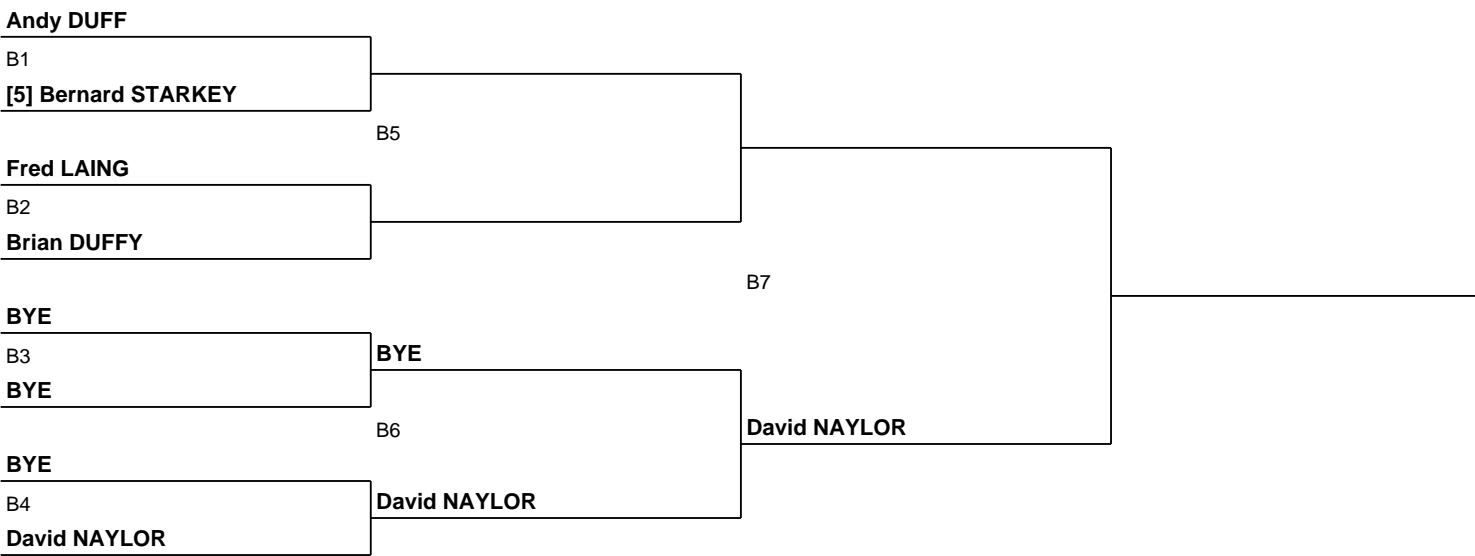 Andy DUFF
B1
[5] Bernard STARKEY
B5
Fred LAING
B2
Brian DUFFY
B7
BYE
B3
BYE
BYE
B6
David NAYLOR
BYE
B4
David NAYLOR
David NAYLOR